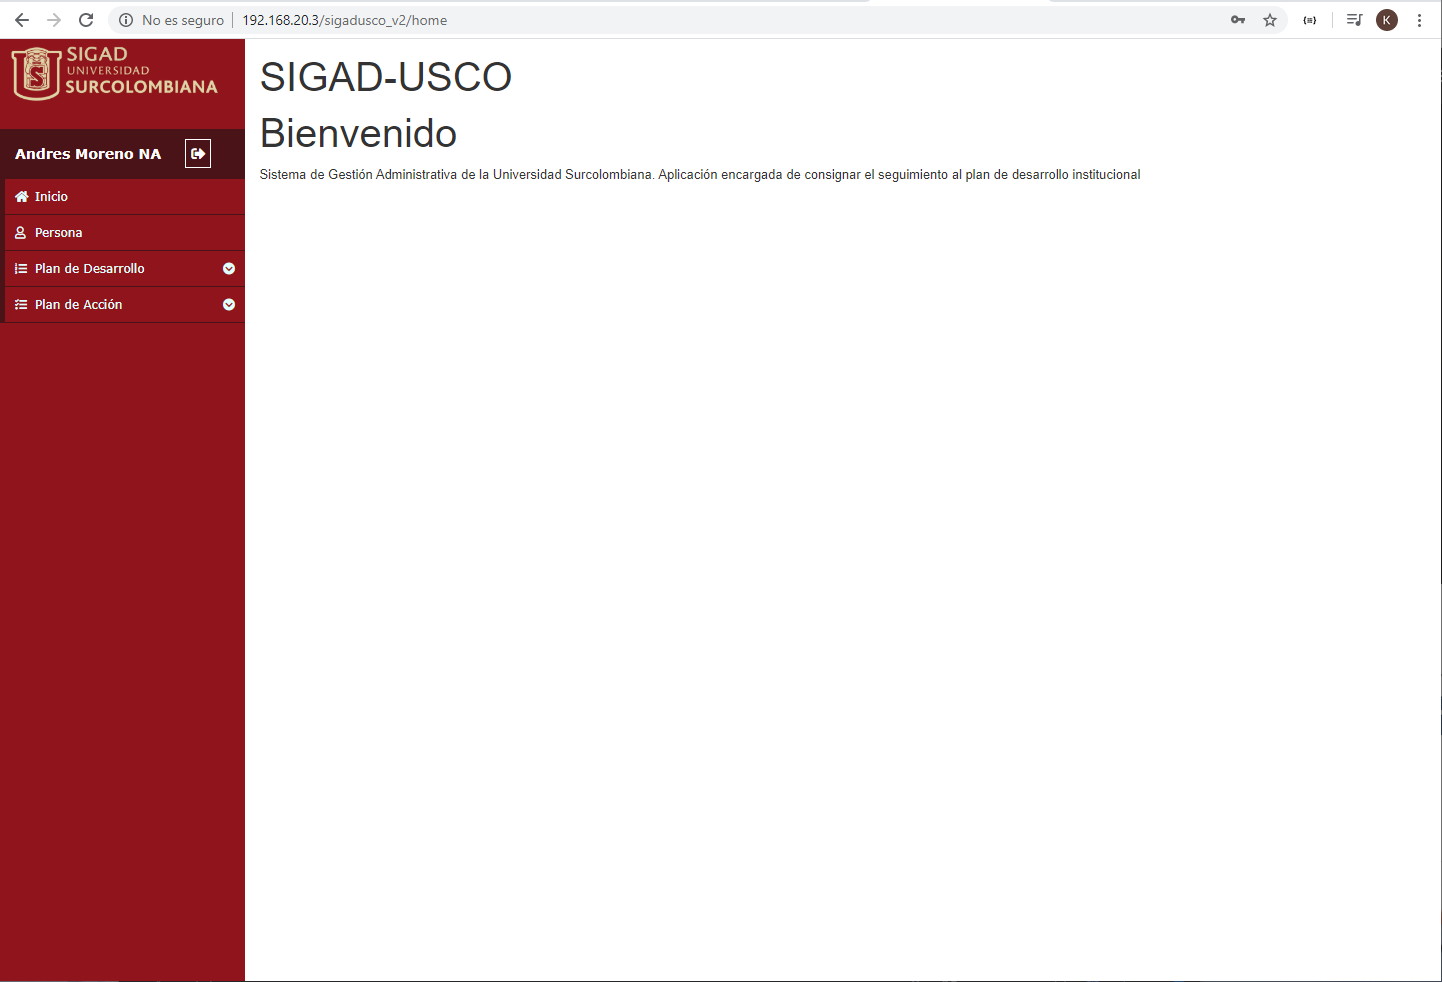 No es seguro
192.168.20.3/sigadusco_v2/home
K
SIGAD
UNIVERSIDAD
SURCOLOMBIANA
Andres Moreno NA
Inicio
Persona
Plan de Desarrollo
Plan de Acción
SIGAD-USCO
Bienvenido
Sistema de Gestión Administrativa de la Universidad Surcolombiana. Aplicación encargada de consignar el seguimiento al plan de desarrollo institucional